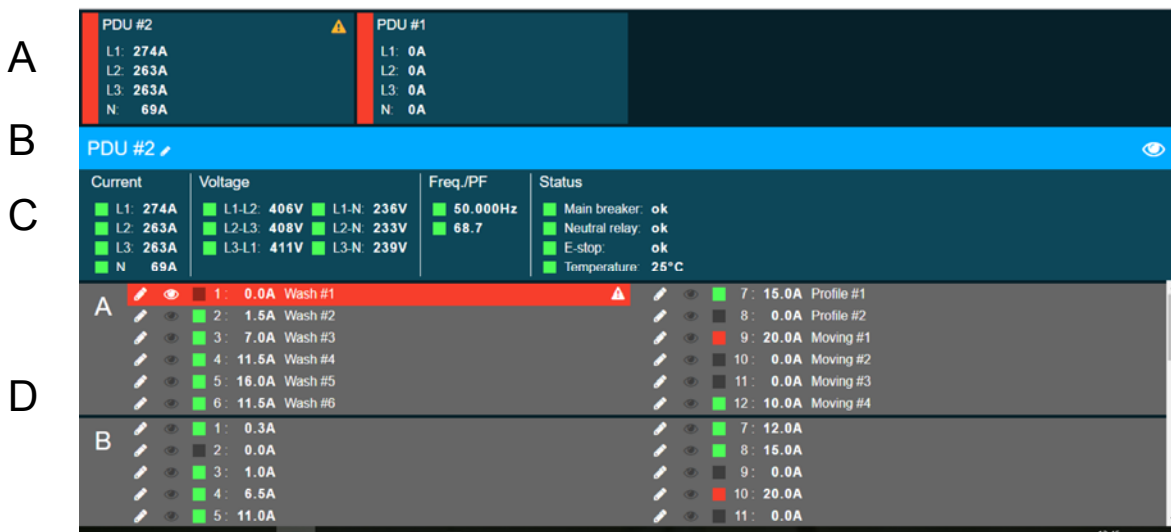 A
PDU #2
L1: 274A
L2: 263A
L3: 263A
N: 69A
PDU #1
L1: 0A
L2: 0A
L3: 0A
N: 0A
B
PDU #2
C
Current
L1: 274A
L2: 263A
L3: 263A
N 69A
Voltage
L1-L2: 406V L1-N: 236V
L2-L3: 408V L2-N: 233V
L3-L1: 411V L3-N: 239V
Freq./PF
50.000Hz
68.7
Status
Main breaker: ok
Neutral relay: ok
E-stop: ok
Temperature: 25°C
D
A
1: 0.0A Wash #1
2: 1.5A Wash #2
3: 7.0A Wash #3
4: 11.5A Wash #4
5: 16.0A Wash #5
6: 11.5A Wash #6
7: 15.0A Profile #1
8: 0.0A Profile #2
9: 20.0A Moving #1
10: 0.0A Moving #2
11: 0.0A Moving #3
12: 10.0A Moving #4
B
1: 0.3A
2: 0.0A
3: 1.0A
4: 6.5A
5: 11.0A
7: 12.0A
8: 15.0A
9: 0.0A
10: 20.0A
11: 0.0A